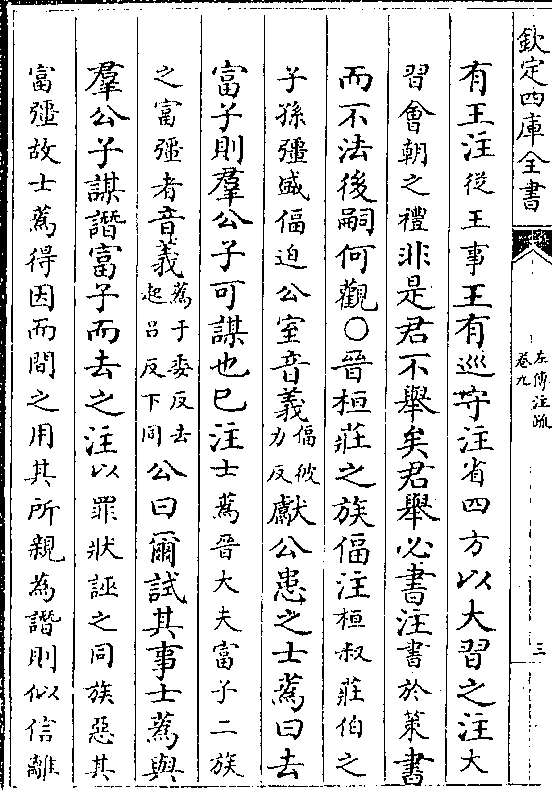 欽定四庫全書
左傳注疏
卷九
三
有王注從王事王有巡守注省四方以大習之注大
習會朝之禮非是君不舉矣君舉必書注書於策書
而不法後嗣何觀○晉桓莊之族偪注桓叔莊伯之
子孫彊盛偪迫公室音義偪彼力反獻公患之士蔿曰去
富子則羣公子可謀也已注士蔿晉大夫富子二族
之富彊者音義蔿于委反去起呂反下同公曰爾試其事士蔿與
羣公子謀譖富子而去之注以罪狀誣之同族惡其
富彊故士蔿得因而間之用其所親為譖則似信離